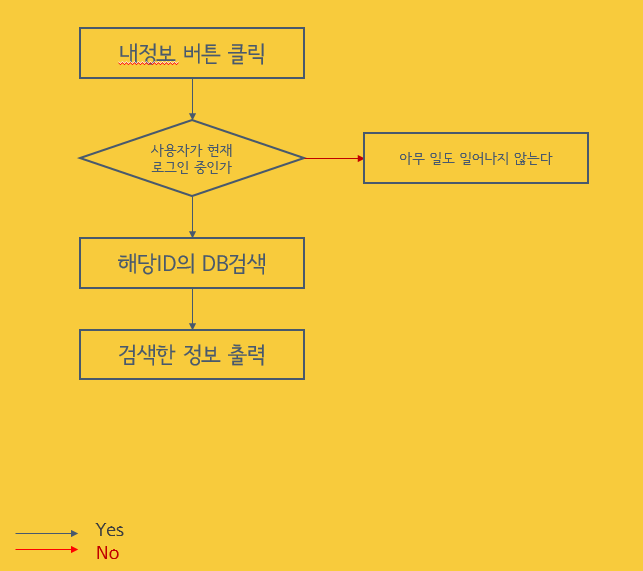 내정보 버튼 클릭
사용자가 현재
로그인 중인가
아무 일도 일어나지 않는다
해당ID의 DB검색
검색한 정보 출력
Yes
No